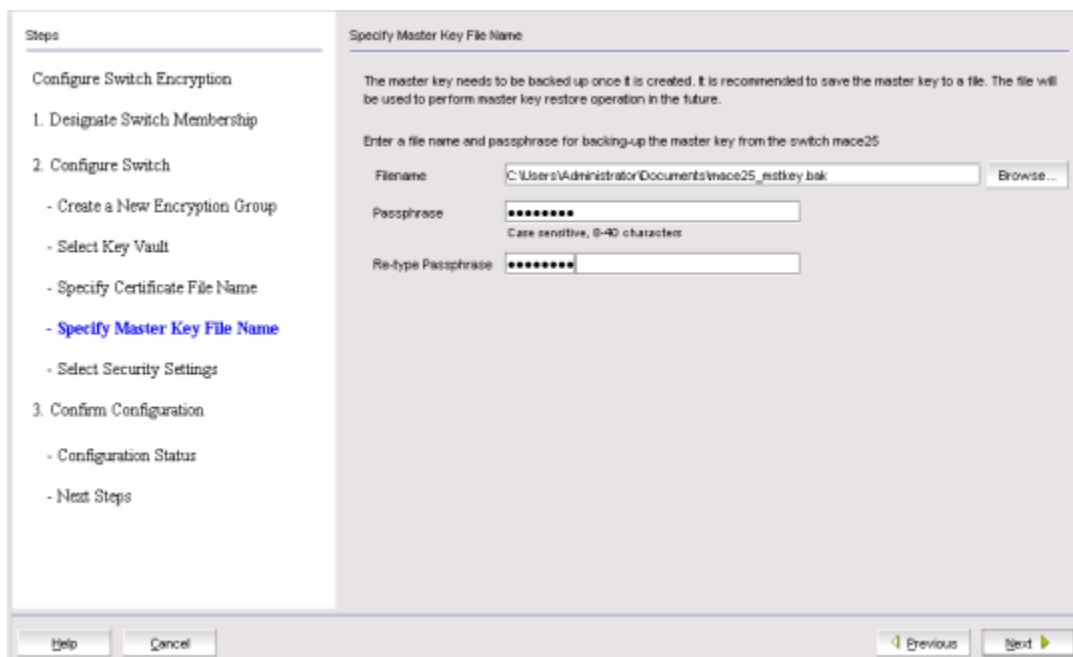 Steps
Configure Switch Encryption
1. Designate Switch Membership
2. Configure Switch
- Create a New Encryption Group
- Select Key Vault
- Specify Certificate File Name
- Specify Master Key File Name
- Select Security Settings
3. Confirm Configuration
- Configuration Status
- Next Steps
Specify Master Key File Name
The master key needs to be backed up once it is created. It is recommended to save the master key to a file. The file will
be used to perform master key restore operation in the future.
Enter a file name and passphrase for backing-up the master key from the switch mace25
Filename C:\Users\Administrator\Documents\mace25_mstkey.bak Browse...
Passphrase ●●●●●●●●
Case sensitive, 8-40 characters
Re-type Passphrase ●●●●●●●●
Help Cancel Previous Next